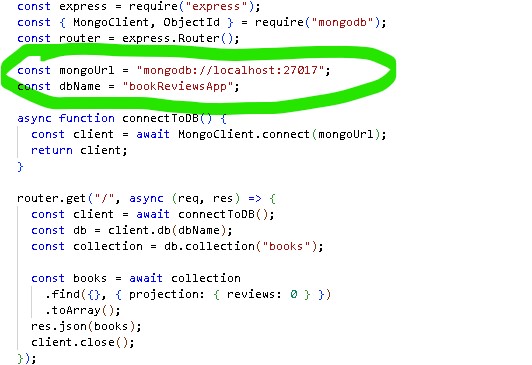 const express = require("express");
const { MongoClient, ObjectId } = require("mongodb");
const router = express.Router();
const mongoUrl = "mongodb://localhost:27017";
const dbName = "bookReviewsApp";
async function connectToDB() {
const client = await MongoClient.connect(mongoUrl);
return client;
}
router.get("/", async (req, res) => {
const client = await connectToDB();
const db = client.db(dbName);
const collection = db.collection("books");
const books = await collection
.find({}, { projection: { reviews: 0 } })
.toArray();
res.json(books);
client.close();
});